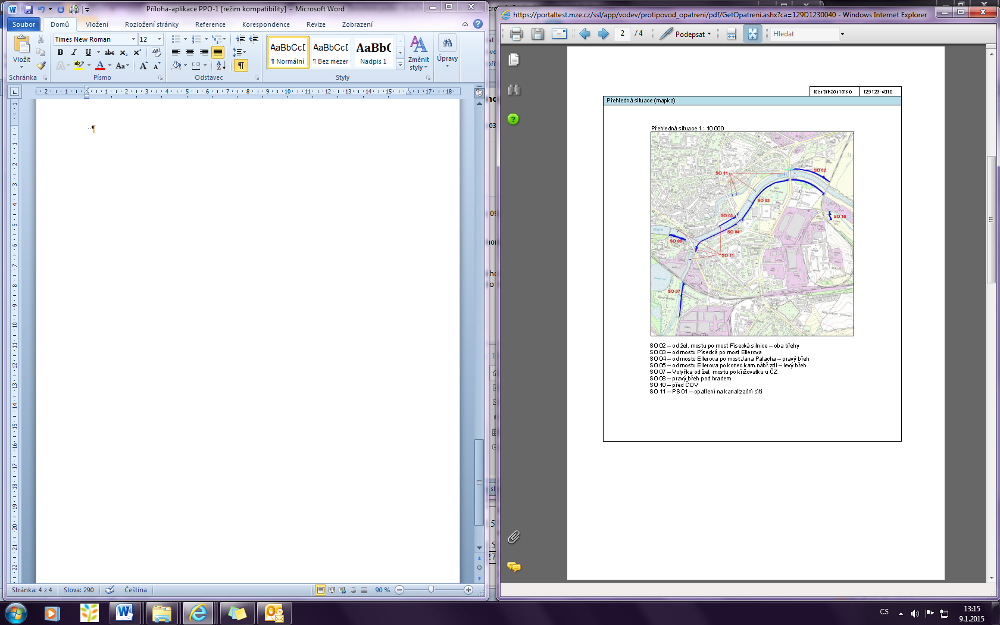 Příloha-aplikace PPO-1 [režim kompatibility] - Microsoft Word
Soubor Domů Vložení Rozložení stránky Reference Korespondence Revize Zobrazení
Vložit
Schránka
Times New Roman 12
Písmo
Odstavec
AaBbCcD AaBbCcD AaBbC
¶ Normální ¶ Bez mezer Nadpis 1
Změnit styly
Styly
Úpravy
¶
Stránka: 4 z 4 Slova: 290 Čeština 90 %
https://portaltest.mze.cz/ssl/app/vodev/protipovod_opatreni/pdf/GetOpatreni.ashx?ca=129D1230040 - Windows Internet Explorer
2 / 4 Podepsat Hledat
Identifikační číslo 129123-4010
Přehledná situace (mapka)
Přehledná situace 1 : 10 000
SO 02
SO 11
SO 03
SO 05
SO 10
SO 04
SO 08
SO 11
SO 07
SO 02 – od žel. mostu po most Písecká silnice – oba břehy
SO 03 – od mostu Písecká po most Ellerova
SO 04 – od mostu Ellerova po most Jana Palacha – pravý břeh
SO 05 – od mostu Ellerova po konec kam.nábř.zdi – levý břeh
SO 07 – Volyňka od žel. mostu po křižovatku u ČZ
SO 08 – pravý břeh pod hradem
SO 10 – před ČOV
SO 11 – PS 01 – opatření na kanalizační síti
CS 13:15
9.1.2015